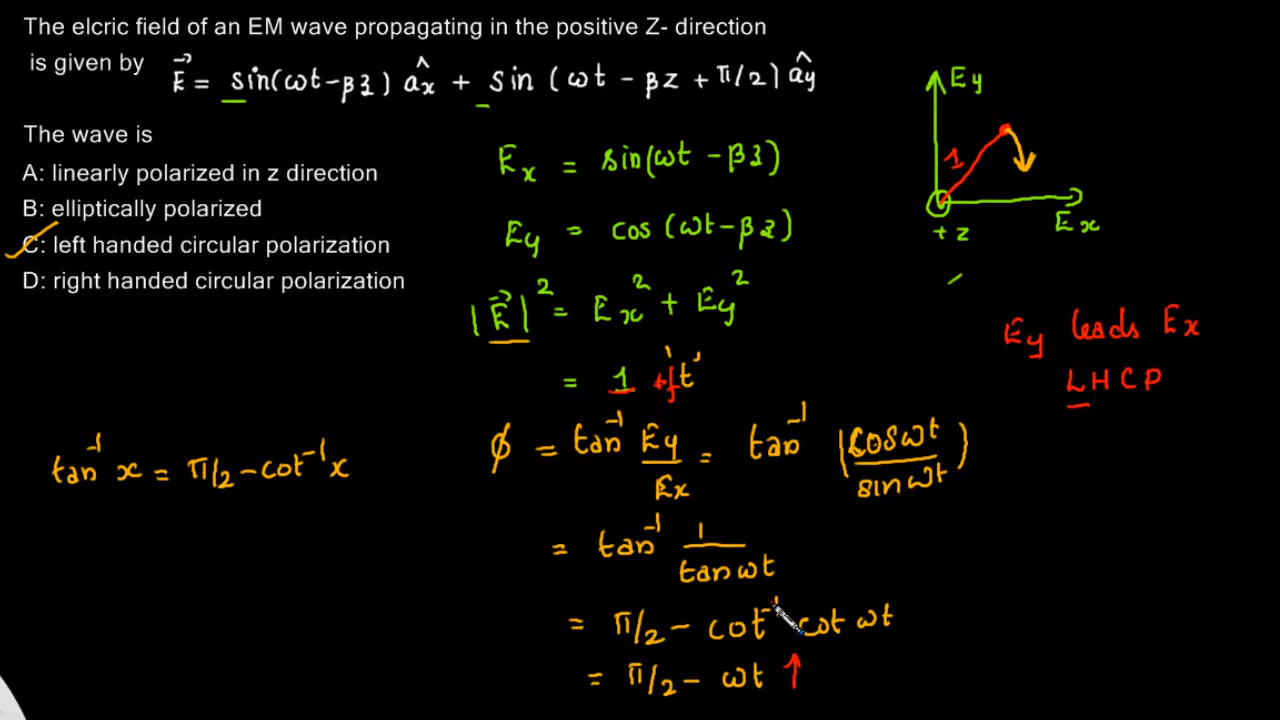 The elcric field of an EM wave propagating in the positive Z- direction
is given by E⃗ = sin(ωt-βz) âx + sin (ωt - βz + π/2) ây
The wave is
A: linearly polarized in z direction
B: elliptically polarized
C: left handed circular polarization
D: right handed circular polarization
Ex = sin(ωt - βz)
Ey = cos (ωt - βz)
|E⃗|² = Ex² + Ey²
= 1
tan⁻¹ x = π/2 - cot⁻¹ x
ϕ = tan⁻¹ Ey/Ex = tan⁻¹ (cosωt/sinωt)
= tan⁻¹ 1/tan ωt
= π/2 - cot⁻¹ cot ωt
= π/2 - ωt ↑
Ey
1
+z
Ex
Ey leads Ex
LHCP